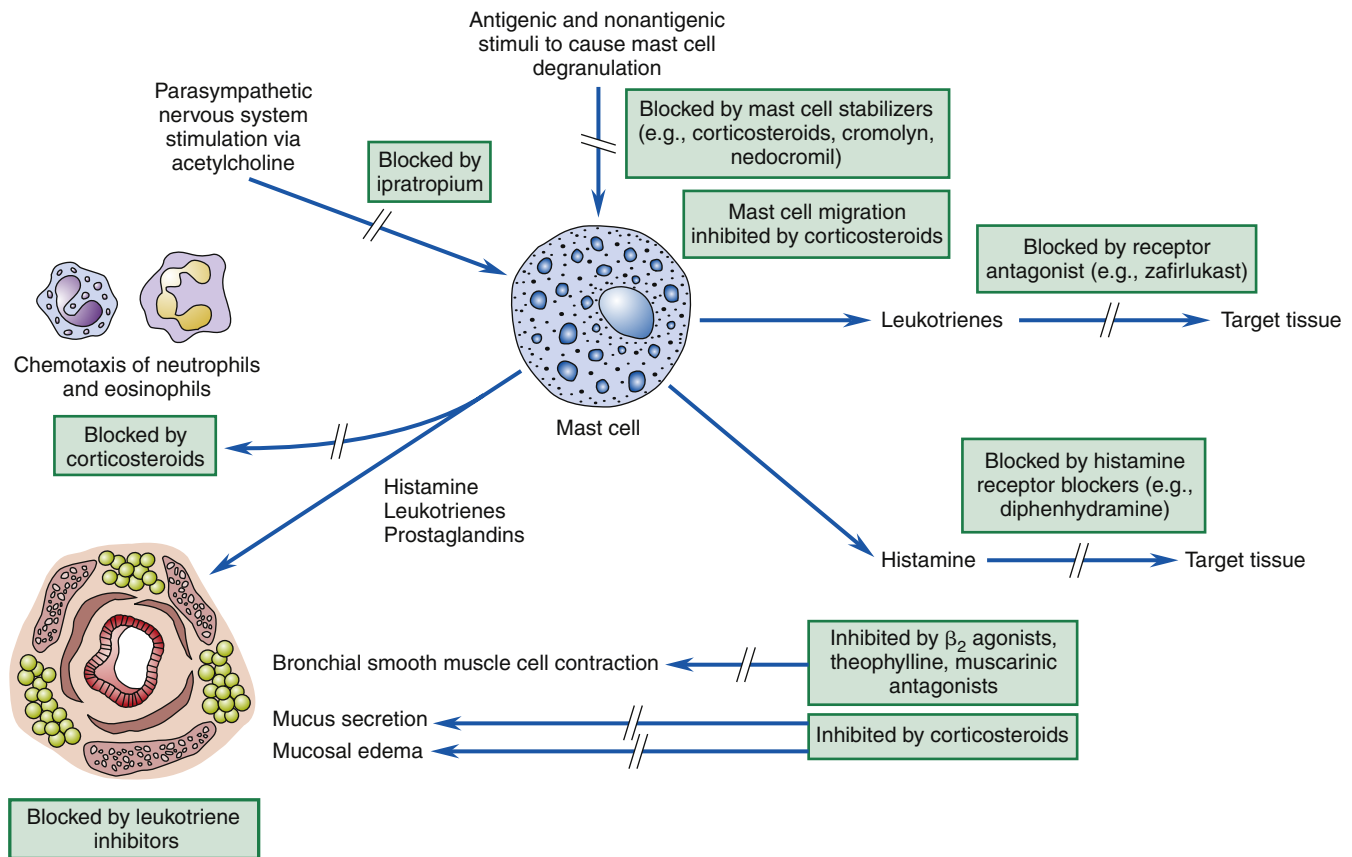 Antigenic and nonantigenic
stimuli to cause mast cell
degranulation
Parasympathetic
nervous system
stimulation via
acetylcholine
Blocked by
ipratropium
Blocked by mast cell stabilizers
(e.g., corticosteroids, cromolyn,
nedocromil)
Mast cell migration
inhibited by corticosteroids
Blocked by receptor
antagonist (e.g., zafirlukast)
Leukotrienes
Target tissue
Chemotaxis of neutrophils
and eosinophils
Mast cell
Blocked by
corticosteroids
Histamine
Leukotrienes
Prostaglandins
Blocked by histamine
receptor blockers (e.g.,
diphenhydramine)
Histamine
Target tissue
Bronchial smooth muscle cell contraction
Inhibited by β₂ agonists,
theophylline, muscarinic
antagonists
Mucus secretion
Mucosal edema
Inhibited by corticosteroids
Blocked by leukotriene
inhibitors